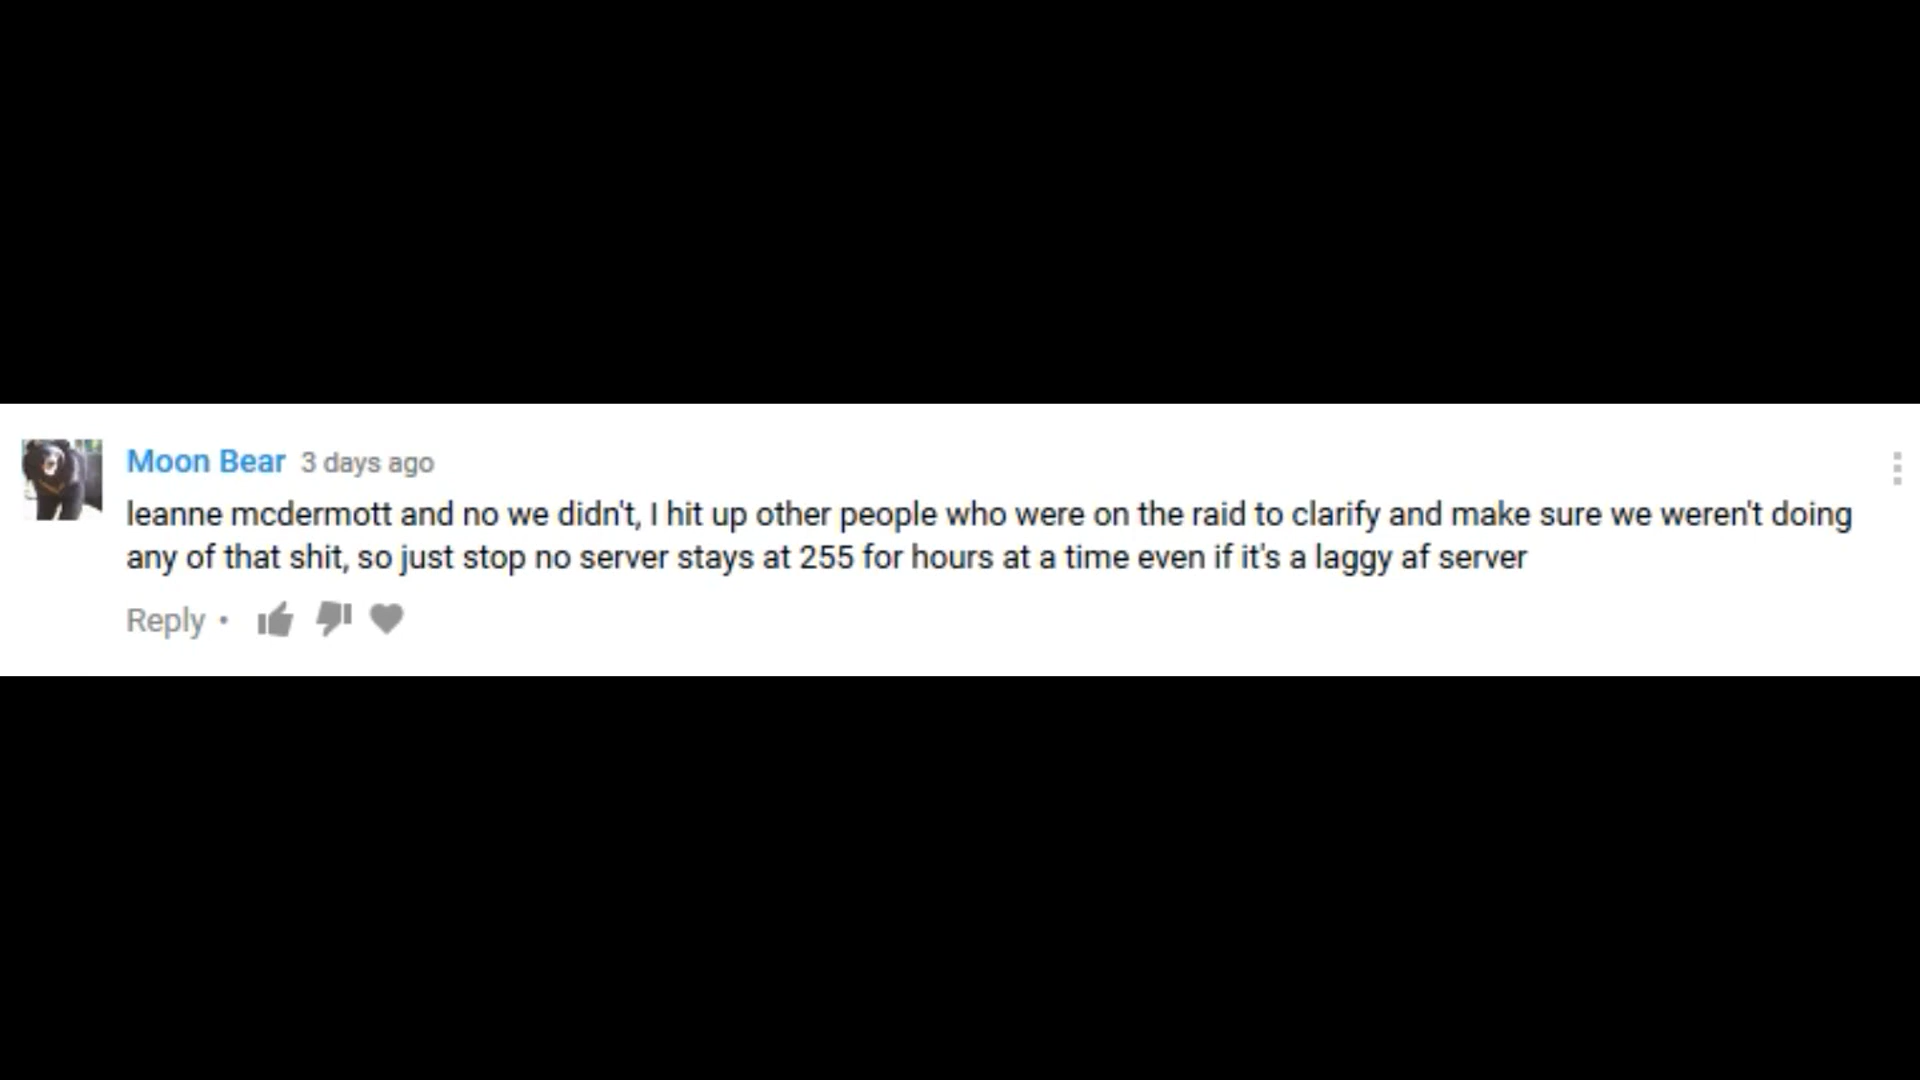 Moon Bear 3 days ago
leanne mcdermott and no we didn't, I hit up other people who were on the raid to clarify and make sure we weren't doing
any of that shit, so just stop no server stays at 255 for hours at a time even if it's a laggy af server
Reply •